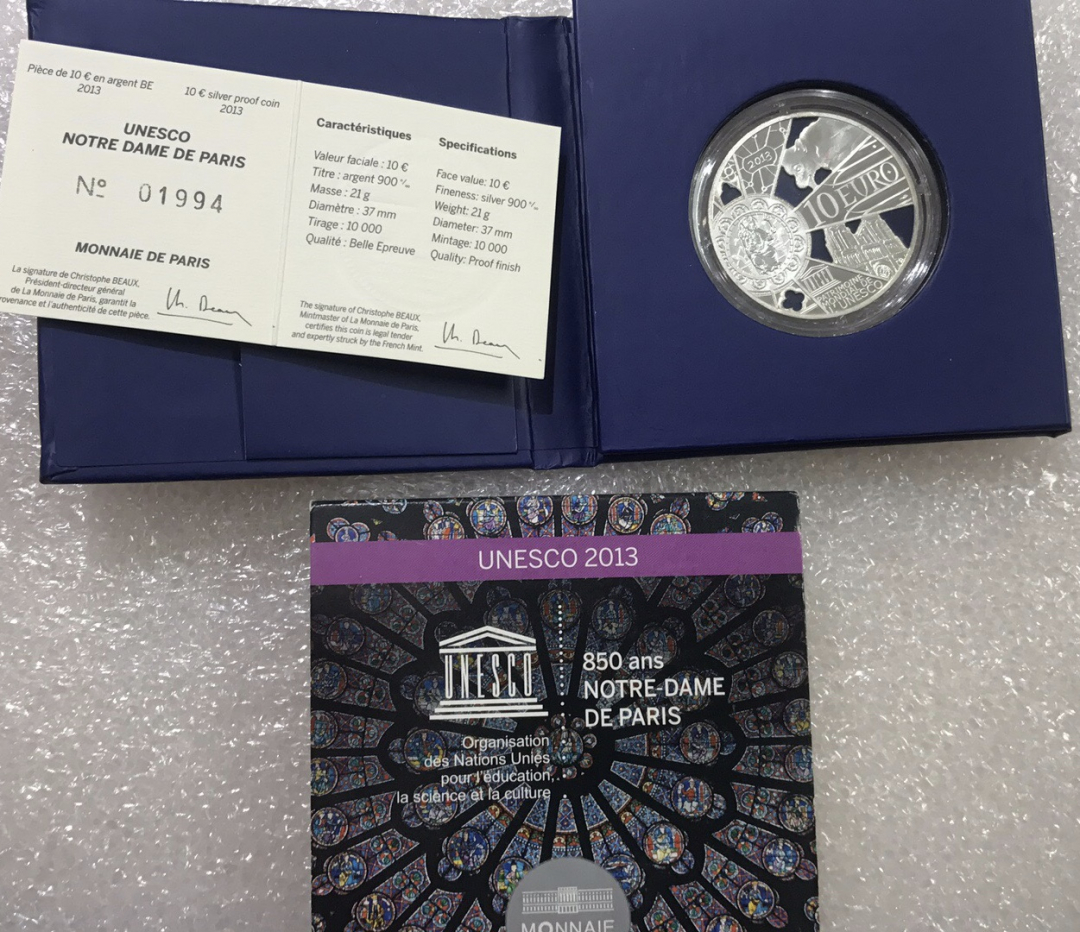 Pièce de 10 € en argent BE
2013
10 € silver proof coin
2013
UNESCO
NOTRE DAME DE PARIS
Nº 01994
MONNAIE DE PARIS
La signature de Christophe BEAUX,
Président-directeur général
de La Monnaie de Paris, garantit la
rovenance et l'authenticité de cette pièce.
Caractéristiques
Valeur faciale : 10 €
Titre : argent 900 ‰
Masse : 21 g
Diamètre : 37 mm
Tirage : 10 000
Qualité : Belle Epreuve
Specifications
Face value: 10 €
Fineness: silver 900 ‰
Weight: 21 g
Diameter: 37 mm
Mintage: 10 000
Quality: Proof finish
The signature of Christophe BEAUX,
Mintmaster of La Monnaie de Paris,
certifies this coin is legal tender
and expertly struck by the French Mint.
2013
10 EURO
PATRIMOINE DE
L'UNESCO
UNESCO 2013
UNESCO
850 ans
NOTRE-DAME
DE PARIS
Organisation
des Nations Unies
pour l'éducation,
la science et la culture
MONNAIE